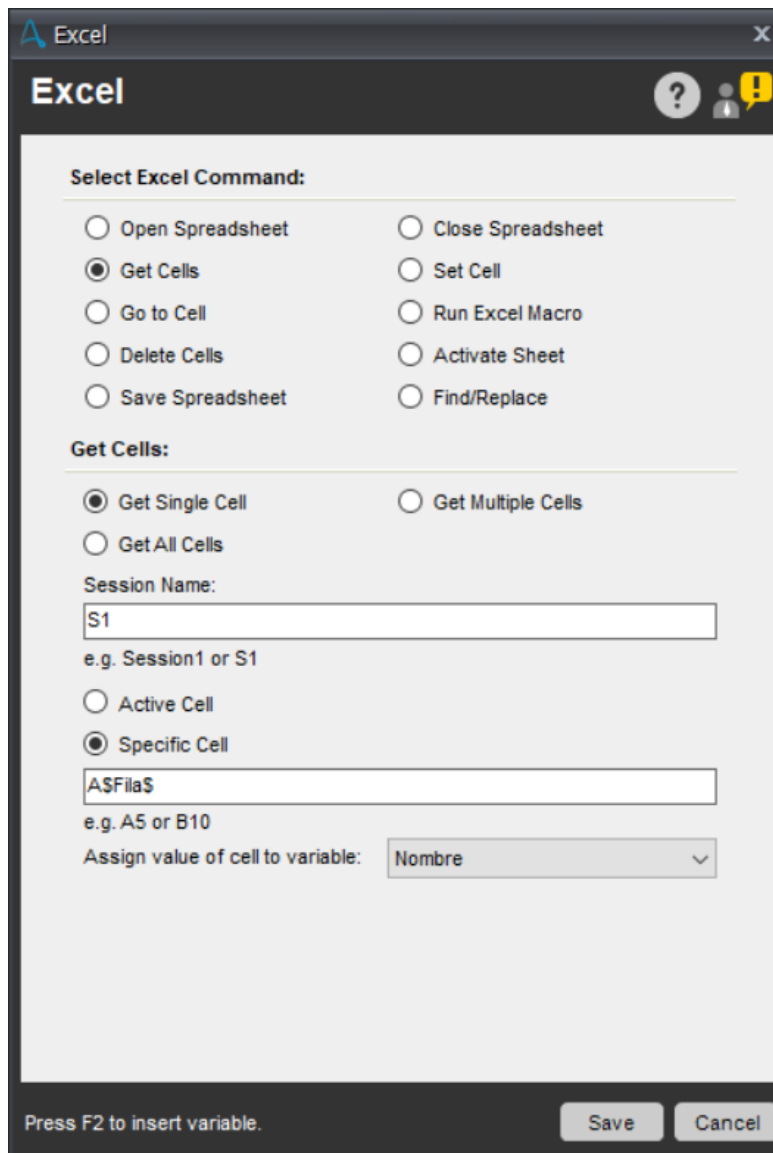 Excel
Excel
Select Excel Command:
Open Spreadsheet
Close Spreadsheet
Get Cells
Set Cell
Go to Cell
Run Excel Macro
Delete Cells
Activate Sheet
Save Spreadsheet
Find/Replace
Get Cells:
Get Single Cell
Get Multiple Cells
Get All Cells
Session Name:
S1
e.g. Session1 or S1
Active Cell
Specific Cell
A$Fila$
e.g. A5 or B10
Assign value of cell to variable:
Nombre
Press F2 to insert variable.
Save
Cancel